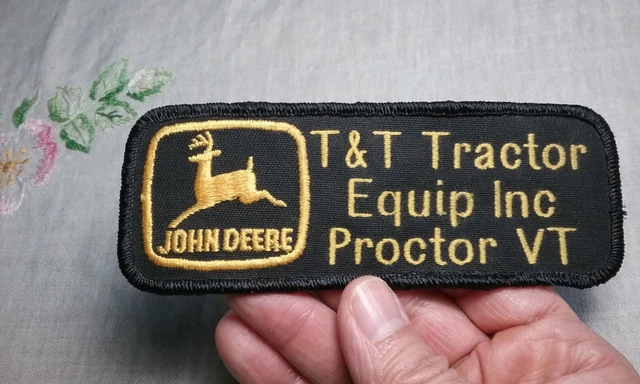 JOHN DEERE
T&T Tractor
Equip Inc
Proctor VT